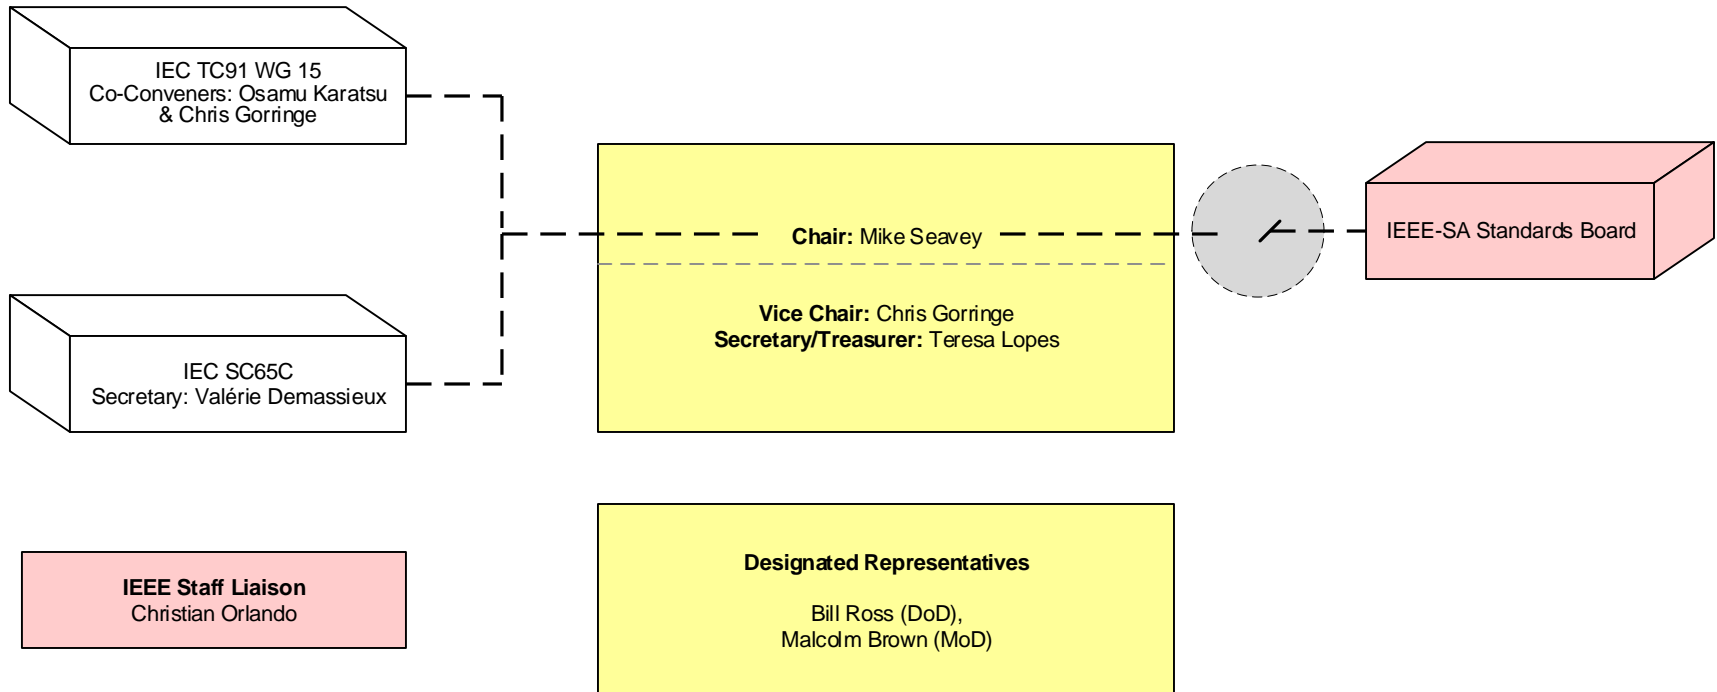 IEC TC91 WG 15
Co-Conveners: Osamu Karatsu
& Chris Gorringe
Chair: Mike Seavey
IEEE-SA Standards Board
Vice Chair: Chris Gorringe
Secretary/Treasurer: Teresa Lopes
IEC SC65C
Secretary: Valérie Demassieux
Designated Representatives
IEEE Staff Liaison
Christian Orlando
Bill Ross (DoD),
Malcolm Brown (MoD)